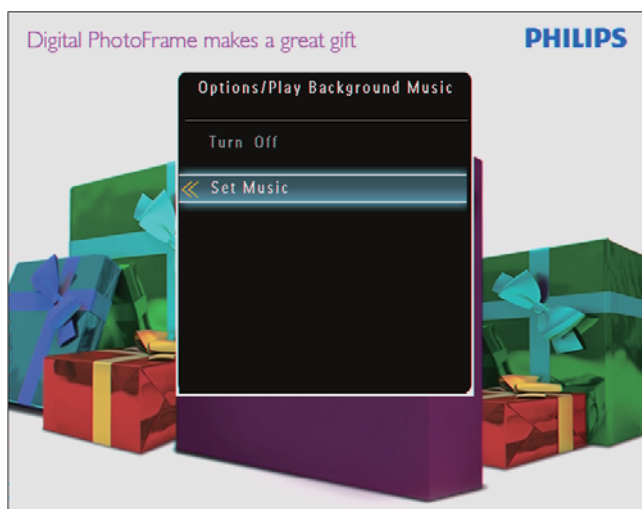 Digital PhotoFrame makes a great gift
PHILIPS
Options/Play Background Music
Turn Off
Set Music